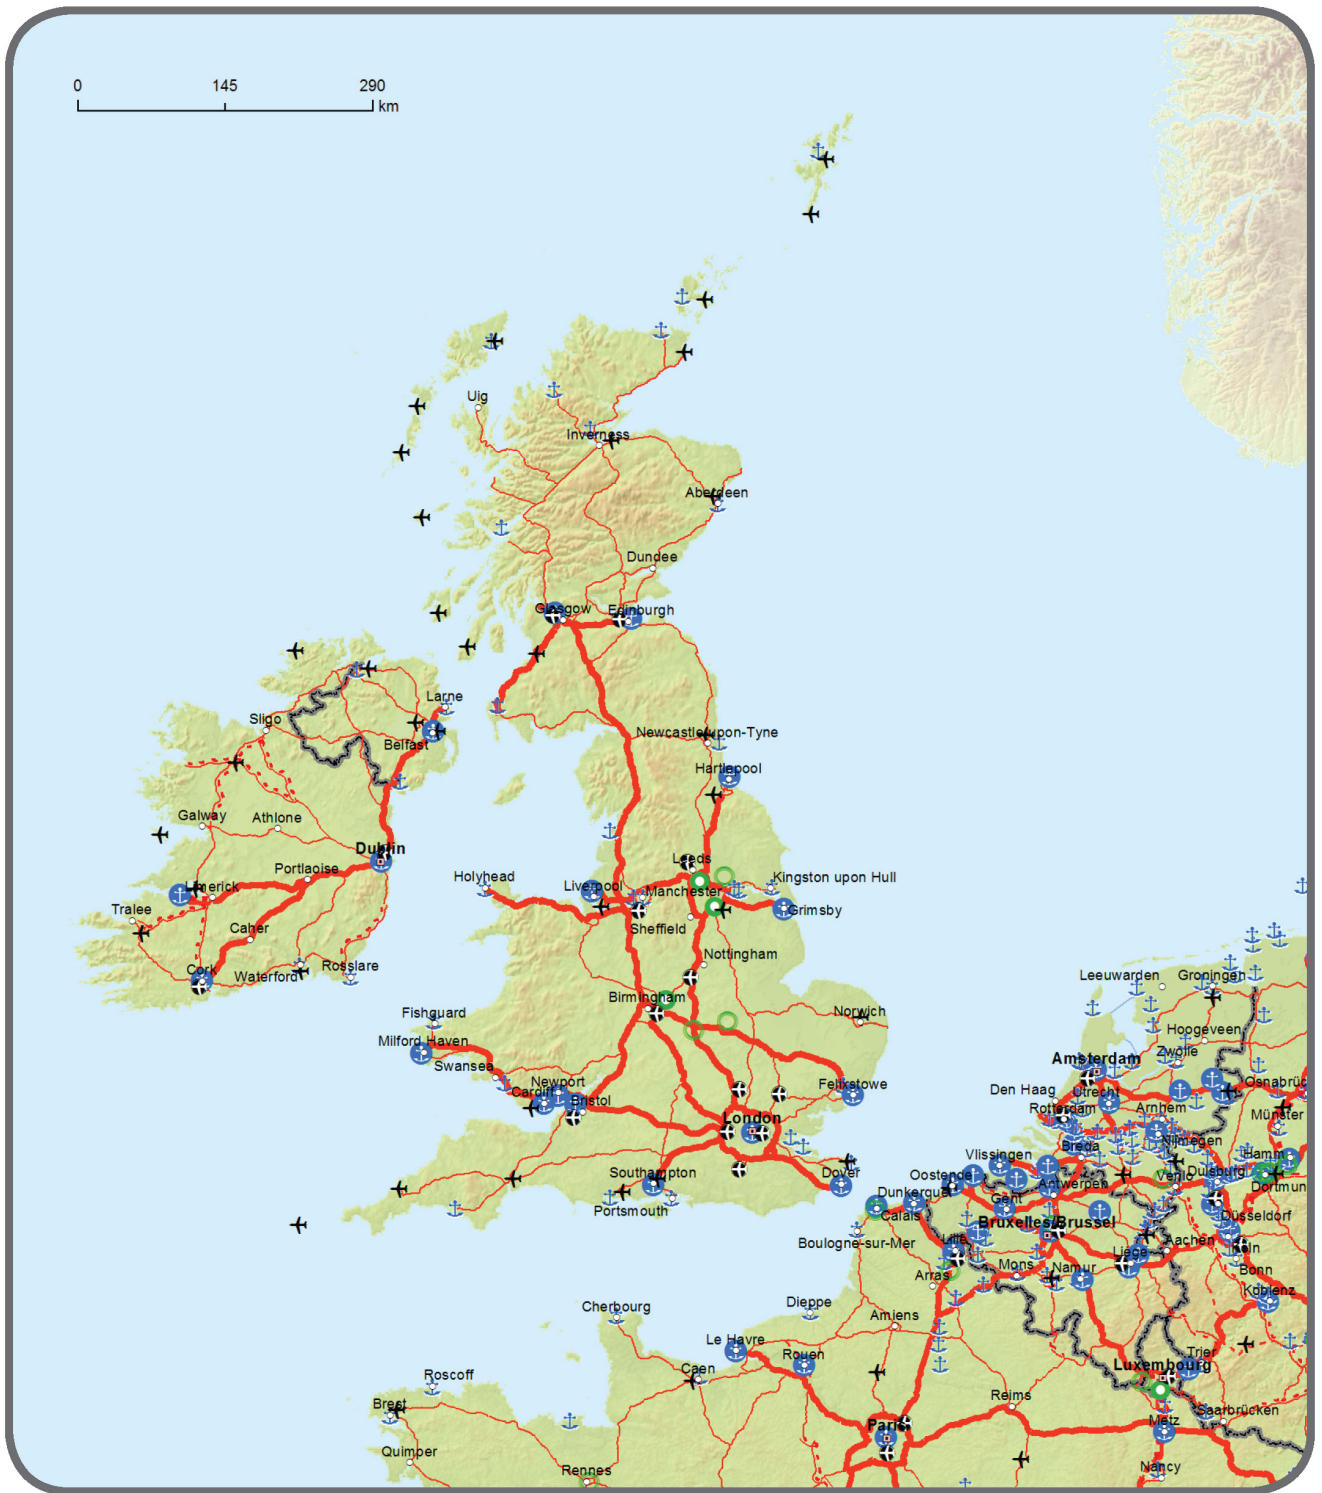 0 145 290
km
Uig
Inverness
Aberdeen
Dundee
Glasgow
Edinburgh
Larne
Sligo
Belfast
Newcastle-upon-Tyne
Hartlepool
Galway
Athlone
Dublin
Portlaoise
Leeds
Holyhead
Liverpool
Manchester
Kingston upon Hull
Limerick
Grimsby
Tralee
Caher
Sheffield
Nottingham
Cork
Waterford
Rosslare
Leeuwarden
Groningen
Birmingham
Fishguard
Norwich
Hoogeveen
Milford Haven
Swansea
Amsterdam
Zwolle
Newport
Cardiff
Bristol
Felixstowe
Den Haag
Utrecht
Osnabrüc
Rotterdam
Arnhem
Münster
London
Nijmegen
Breda
Vlissingen
Hamm
Southampton
Dover
Oostende
Antwerpen
Venlo
Duisburg
Dortmun
Portsmouth
Dunkerque
Calais
Gent
Düsseldorf
Bruxelles/Brussel
Boulogne-sur-Mer
Lille
Liege
Aachen
Köln
Bonn
Arras
Mons
Namur
Koblenz
Cherbourg
Dieppe
Amiens
Le Havre
Rouen
Trier
Caen
Luxembourg
Roscoff
Reims
Brest
Paris
Saarbrücken
Metz
Quimper
Rennes
Nancy